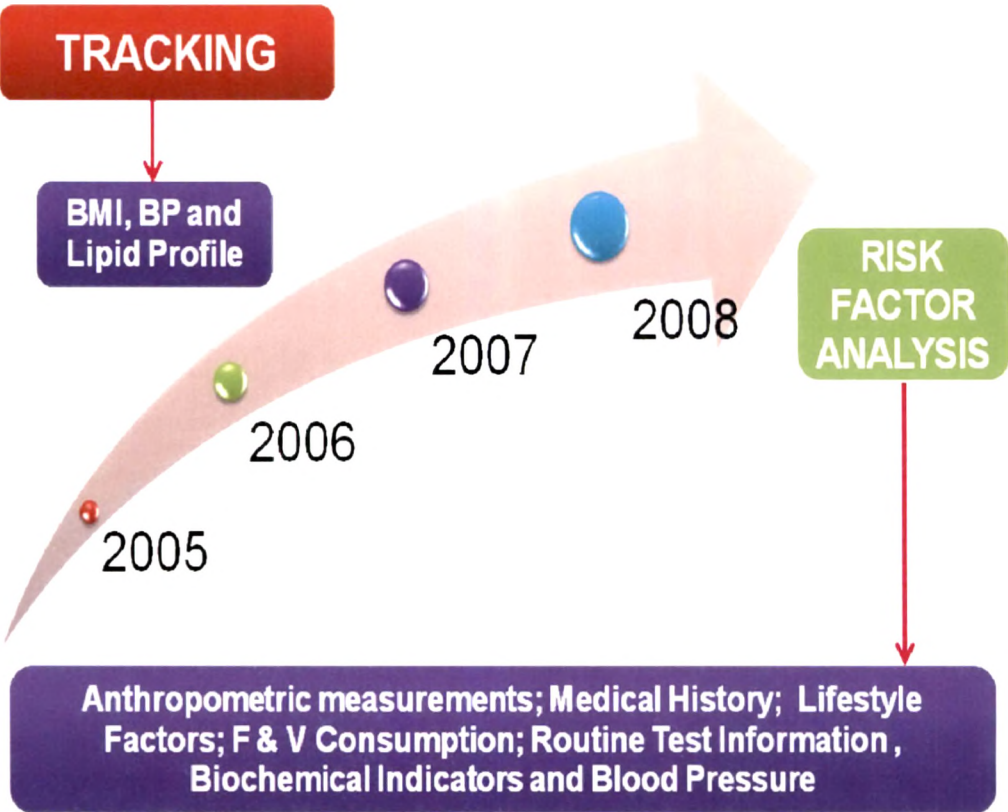 TRACKING
BMI, BP and
Lipid Profile
2005
2006
2007
2008
RISK
FACTOR
ANALYSIS
Anthropometric measurements; Medical History; Lifestyle
Factors; F & V Consumption; Routine Test Information ,
Biochemical Indicators and Blood Pressure